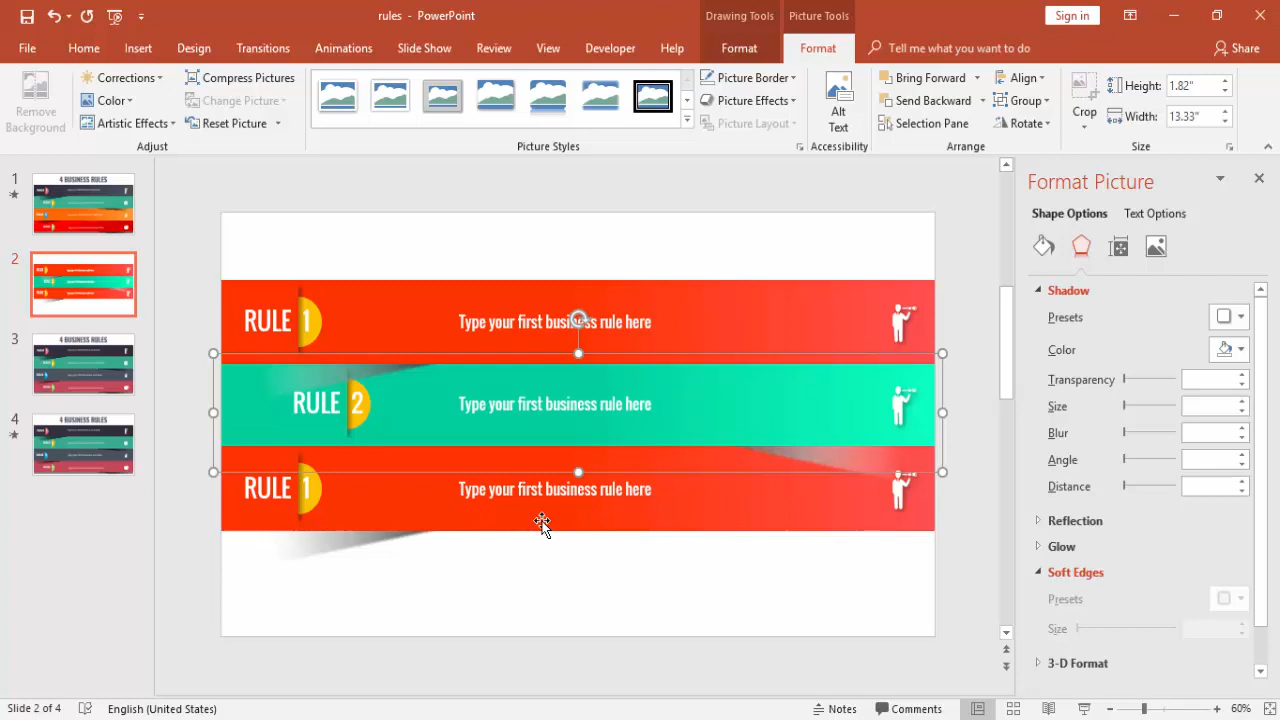 rules - PowerPoint
Drawing Tools
Picture Tools
Sign in
File
Home
Insert
Design
Transitions
Animations
Slide Show
Review
View
Developer
Help
Format
Format
Tell me what you want to do
Share
Remove Background
Corrections
Color
Artistic Effects
Compress Pictures
Change Picture
Reset Picture
Adjust
Picture Styles
Picture Border
Picture Effects
Picture Layout
Alt Text
Accessibility
Bring Forward
Send Backward
Selection Pane
Align
Group
Rotate
Arrange
Crop
Height: 1.82"
Width: 13.33"
Size
1
4 BUSINESS RULES
2
3
4 BUSINESS RULES
4
4 BUSINESS RULES
RULE 1
Type your first business rule here
RULE 2
Type your first business rule here
RULE 1
Type your first business rule here
Format Picture
Shape Options
Text Options
Shadow
Presets
Color
Transparency
Size
Blur
Angle
Distance
Reflection
Glow
Soft Edges
Presets
Size
3-D Format
Slide 2 of 4
English (United States)
Notes
Comments
60%